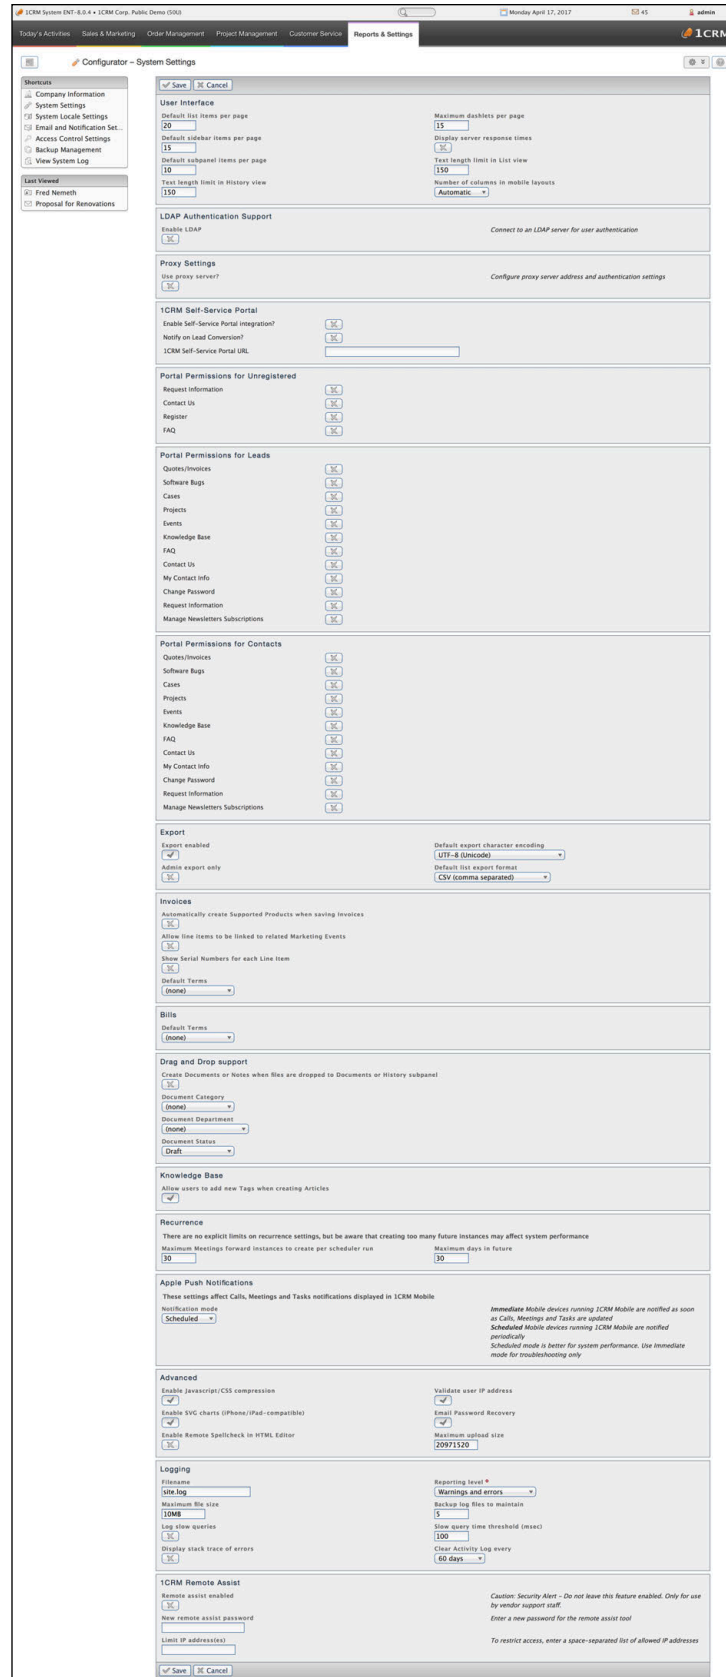 1CRM System ENT-8.0.4 • 1CRM Corp. Public Demo (50U)
Monday April 17, 2017
45
admin
Today's Activities Sales & Marketing Order Management Project Management Customer Service Reports & Settings
1CRM
Configurator – System Settings
Shortcuts
Company Information
System Settings
System Locale Settings
Email and Notification Set...
Access Control Settings
Backup Management
View System Log
Last Viewed
Fred Nemeth
Proposal for Renovations
Save Cancel
User Interface
Default list items per page Maximum dashlets per page
20 15
Default sidebar items per page Display server response times
15
Default subpanel items per page Text length limit in List view
10 150
Text length limit in History view Number of columns in mobile layouts
150 Automatic
LDAP Authentication Support
Enable LDAP Connect to an LDAP server for user authentication
Proxy Settings
Use proxy server? Configure proxy server address and authentication settings
1CRM Self-Service Portal
Enable Self-Service Portal integration?
Notify on Lead Conversion?
1CRM Self-Service Portal URL
Portal Permissions for Unregistered
Request Information
Contact Us
Register
FAQ
Portal Permissions for Leads
Quotes/Invoices
Software Bugs
Cases
Projects
Events
Knowledge Base
FAQ
Contact Us
My Contact Info
Change Password
Request Information
Manage Newsletters Subscriptions
Portal Permissions for Contacts
Quotes/Invoices
Software Bugs
Cases
Projects
Events
Knowledge Base
FAQ
Contact Us
My Contact Info
Change Password
Request Information
Manage Newsletters Subscriptions
Export
Export enabled Default export character encoding
UTF-8 (Unicode)
Admin export only Default list export format
CSV (comma separated)
Invoices
Automatically create Supported Products when saving Invoices
Allow line items to be linked to related Marketing Events
Show Serial Numbers for each Line Item
Default Terms
(none)
Bills
Default Terms
(none)
Drag and Drop support
Create Documents or Notes when files are dropped to Documents or History subpanel
Document Category
(none)
Document Department
(none)
Document Status
Draft
Knowledge Base
Allow users to add new Tags when creating Articles
Recurrence
There are no explicit limits on recurrence settings, but be aware that creating too many future instances may affect system performance
Maximum Meetings forward instances to create per scheduler run Maximum days in future
30 30
Apple Push Notifications
These settings affect Calls, Meetings and Tasks notifications displayed in 1CRM Mobile
Notification mode
Scheduled
Immediate Mobile devices running 1CRM Mobile are notified as soon
as Calls, Meetings and Tasks are updated
Scheduled Mobile devices running 1CRM Mobile are notified
periodically
Scheduled mode is better for system performance. Use Immediate
mode for troubleshooting only
Advanced
Enable Javascript/CSS compression Validate user IP address
Enable SVG charts (iPhone/iPad-compatible) Email Password Recovery
Enable Remote Spellcheck in HTML Editor Maximum upload size
20971520
Logging
Filename Reporting level *
site.log Warnings and errors
Maximum file size Backup log files to maintain
10MB 5
Log slow queries Slow query time threshold (msec)
100
Display stack trace of errors Clear Activity Log every
60 days
1CRM Remote Assist
Remote assist enabled Caution: Security Alert – Do not leave this feature enabled. Only for use
by vendor support staff.
New remote assist password Enter a new password for the remote assist tool
Limit IP address(es) To restrict access, enter a space-separated list of allowed IP addresses
Save Cancel